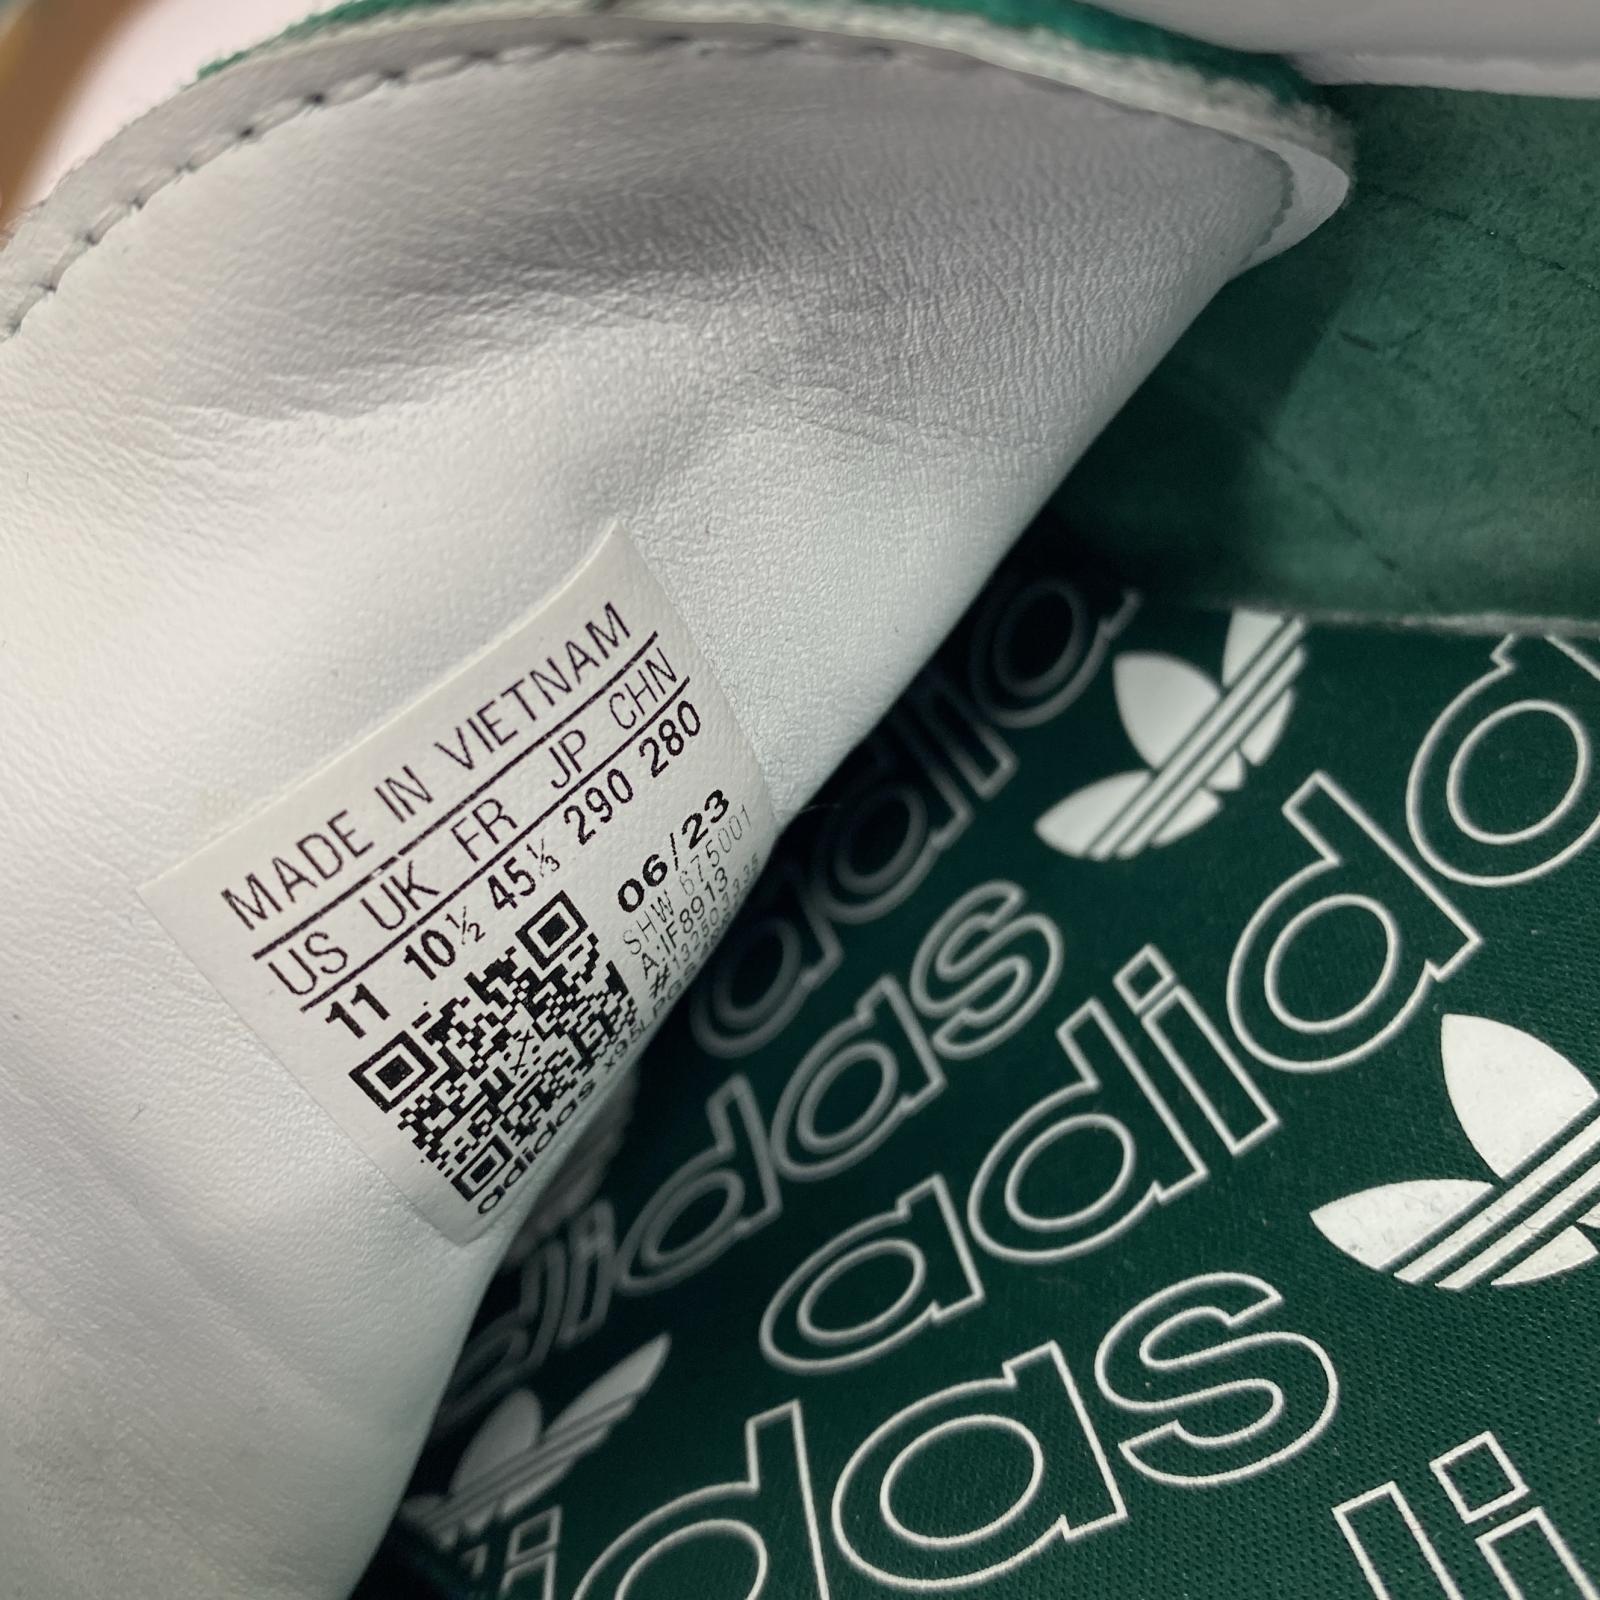 MADE IN VIETNAM
US UK FR JP CHN
11 10½ 45⅓ 290 280
06/23
SHW 675001
A:IF8913
adidas
adidas
adidas
adidas